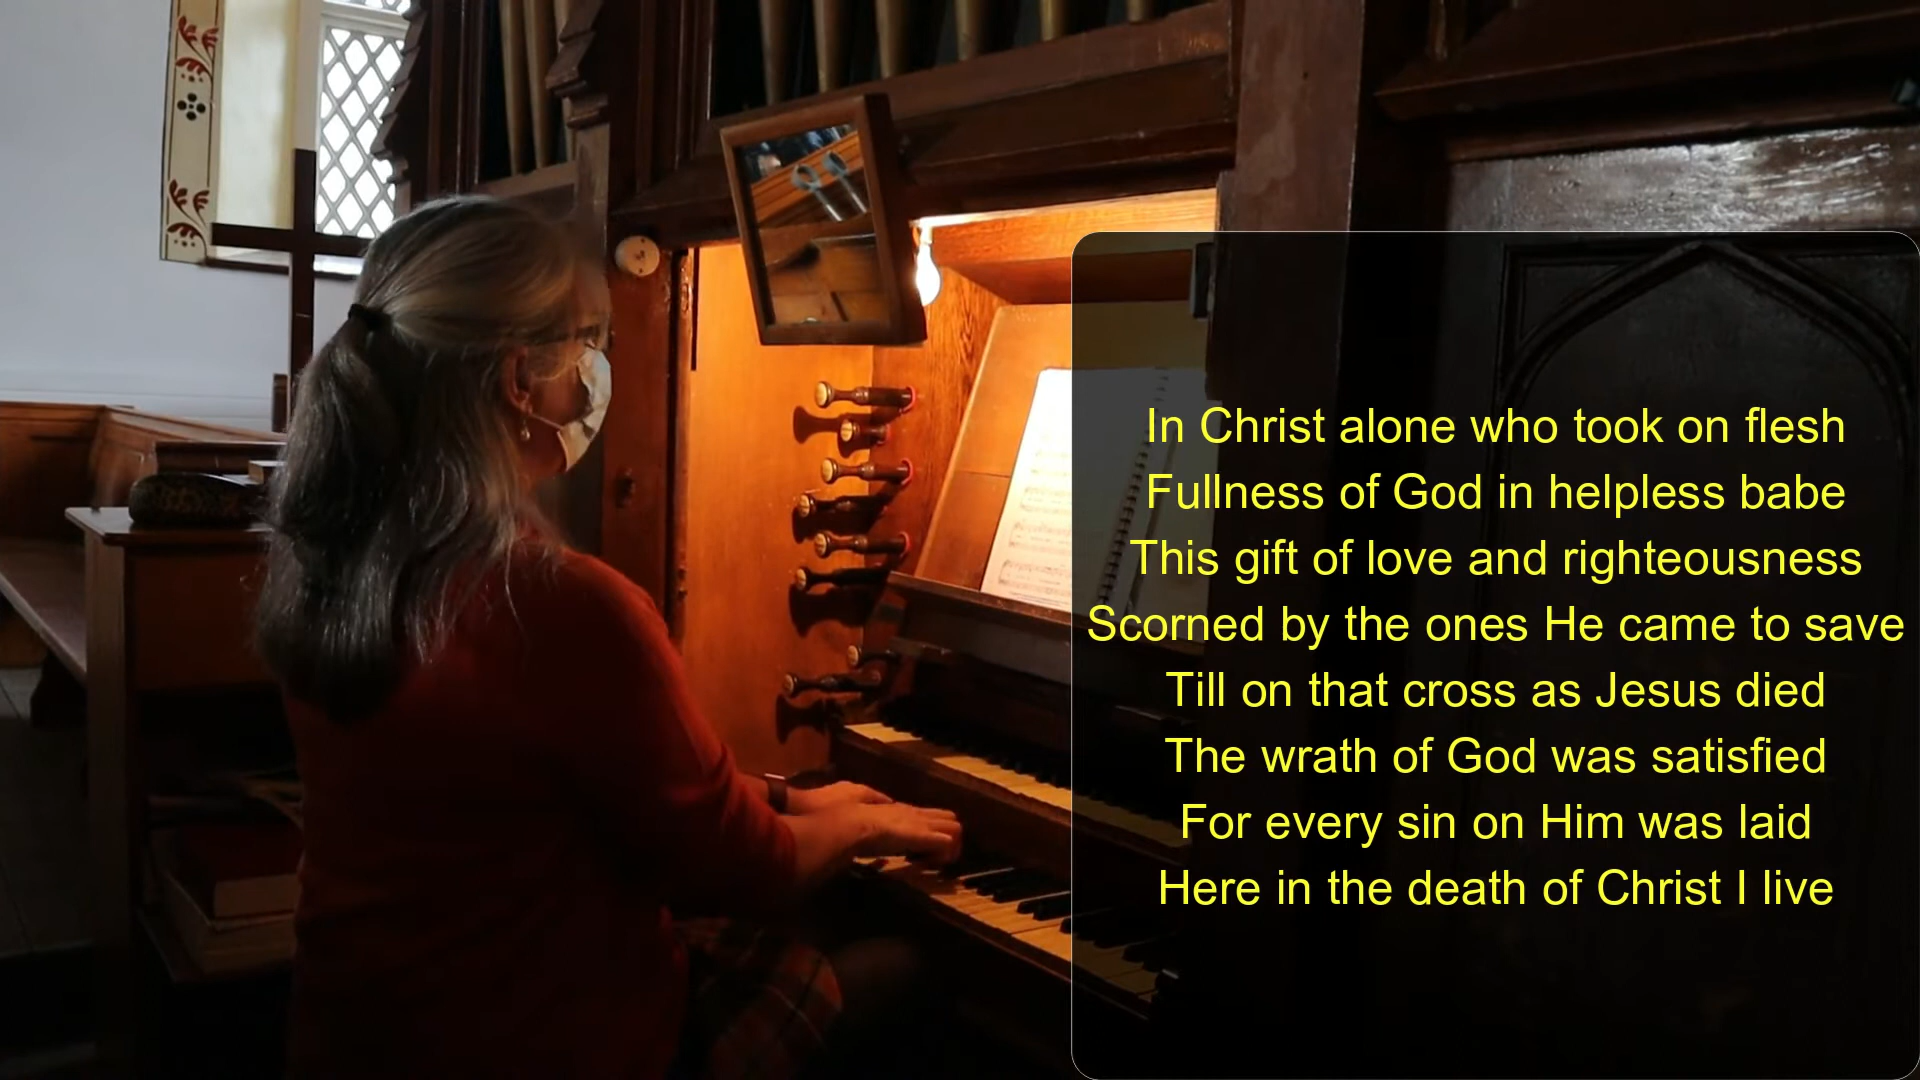 In Christ alone who took on flesh
Fullness of God in helpless babe
This gift of love and righteousness
Scorned by the ones He came to save
Till on that cross as Jesus died
The wrath of God was satisfied
For every sin on Him was laid
Here in the death of Christ I live